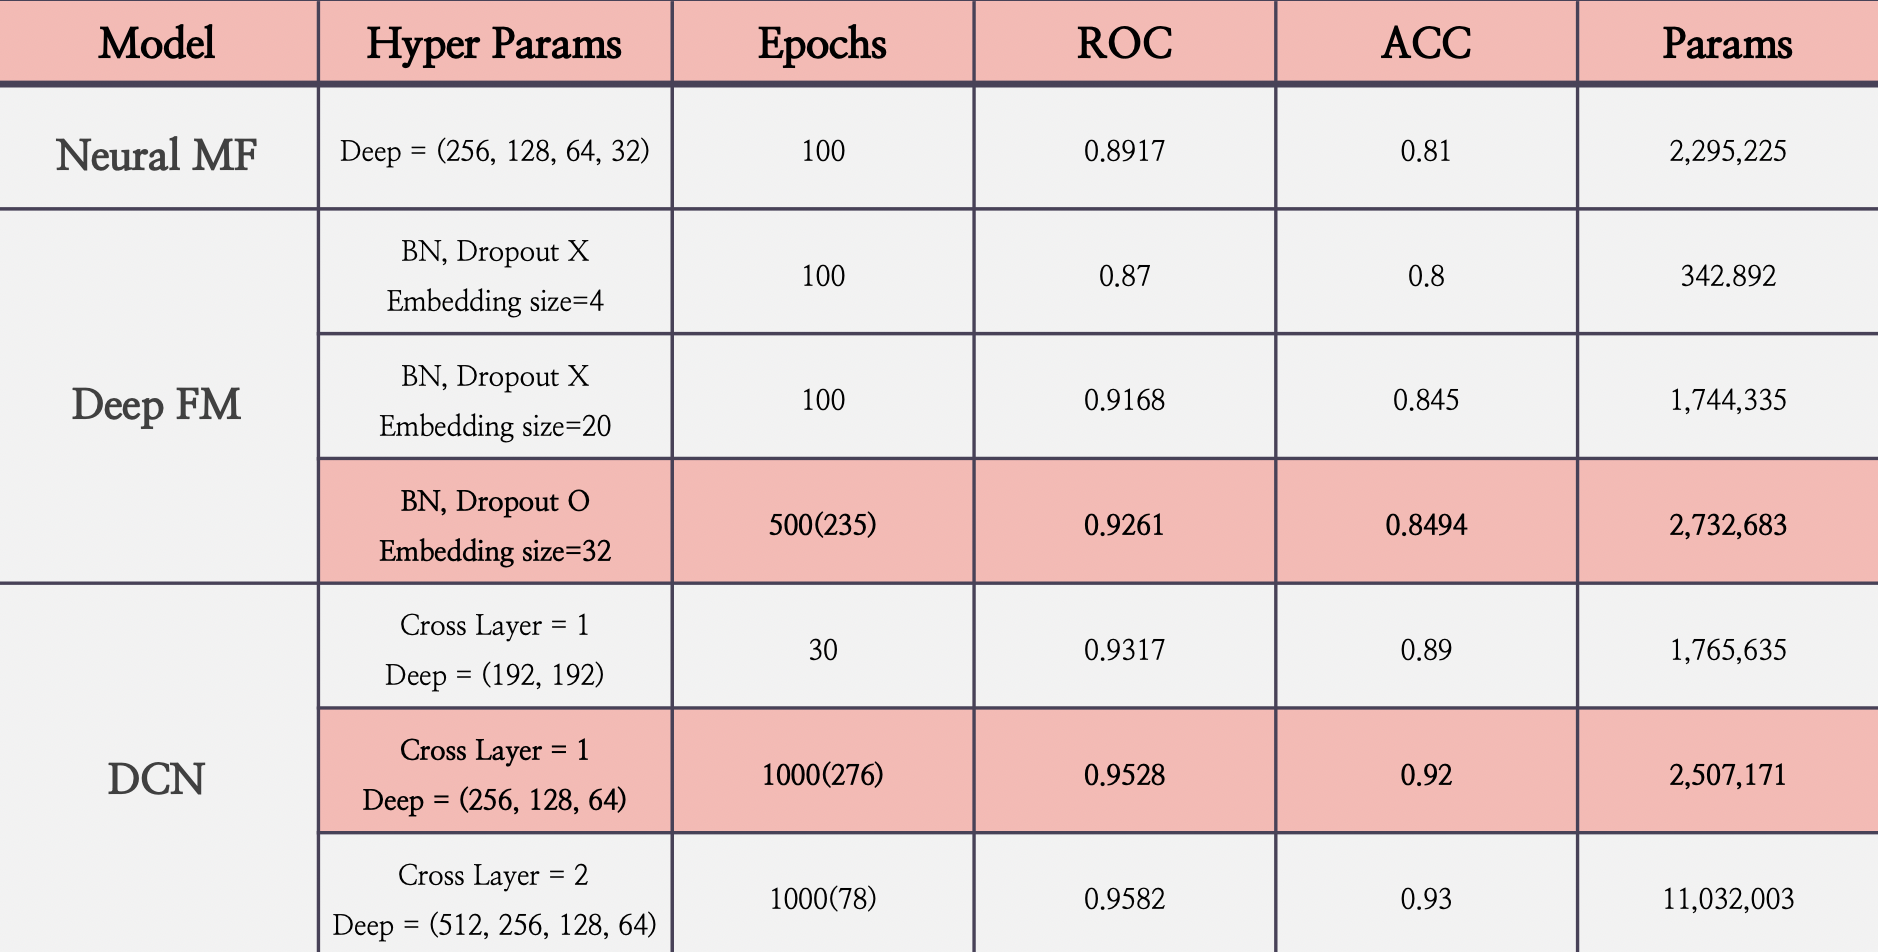 Model Hyper Params Epochs ROC ACC Params
Neural MF Deep = (256, 128, 64, 32) 100 0.8917 0.81 2,295,225
Deep FM
BN, Dropout X
Embedding size=4
100 0.87 0.8 342.892
BN, Dropout X
Embedding size=20
100 0.9168 0.845 1,744,335
BN, Dropout O
Embedding size=32
500(235) 0.9261 0.8494 2,732,683
DCN
Cross Layer = 1
Deep = (192, 192)
30 0.9317 0.89 1,765,635
Cross Layer = 1
Deep = (256, 128, 64)
1000(276) 0.9528 0.92 2,507,171
Cross Layer = 2
Deep = (512, 256, 128, 64)
1000(78) 0.9582 0.93 11,032,003